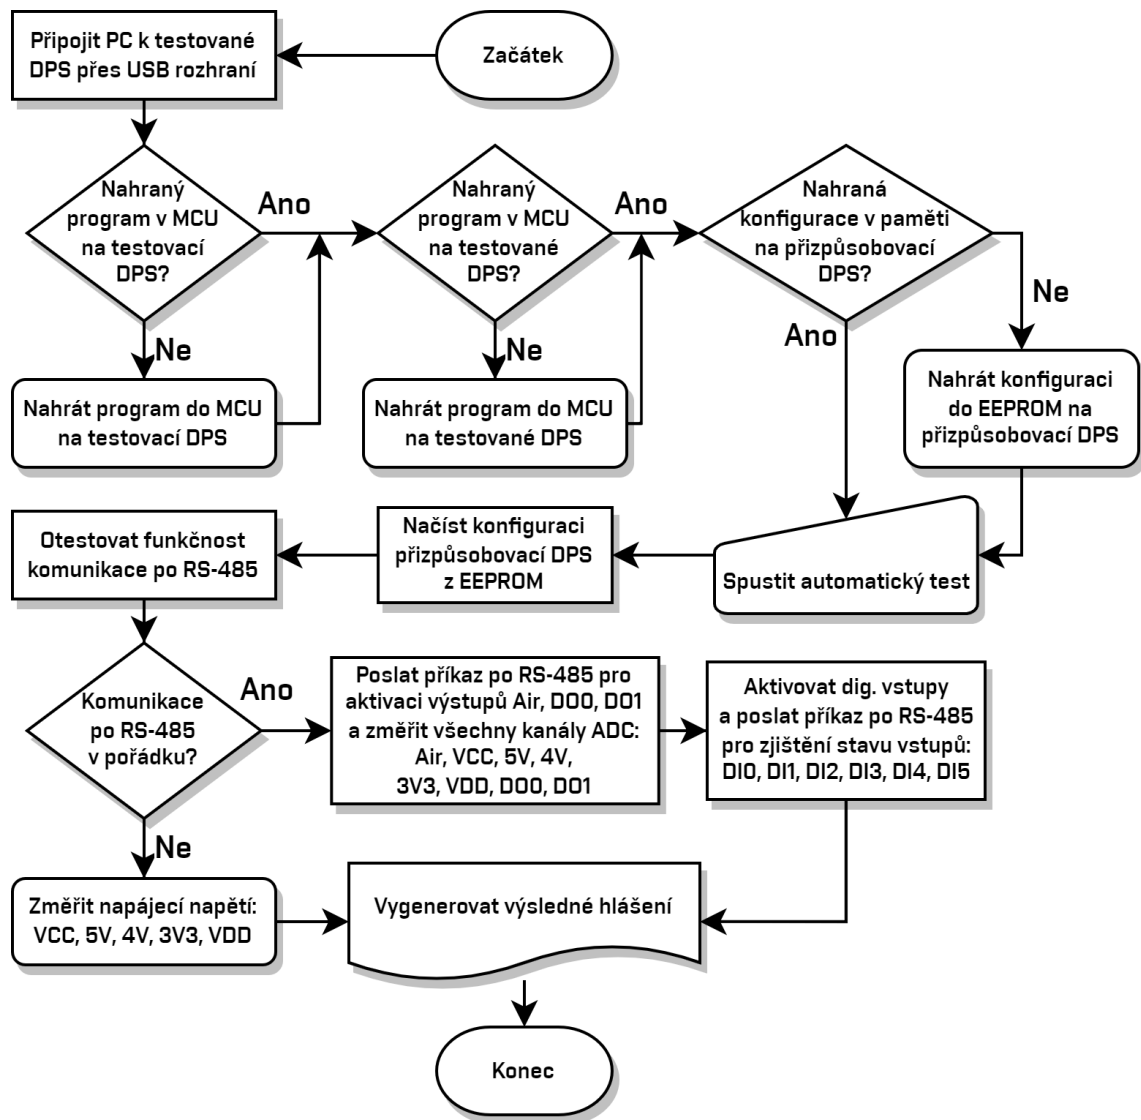 Připojit PC k testované
DPS přes USB rozhraní
Začátek
Nahraný
program v MCU
na testovací
DPS?
Ano
Nahraný
program v MCU
na testované
DPS?
Ano
Nahraná
konfigurace v paměti
na přizpůsobovací
DPS?
Ne
Ano
Ne
Ne
Nahrát program do MCU
na testovací DPS
Nahrát program do MCU
na testované DPS
Nahrát konfiguraci
do EEPROM na
přizpůsobovací DPS
Otestovat funkčnost
komunikace po RS-485
Načíst konfiguraci
přizpůsobovací DPS
z EEPROM
Spustit automatický test
Komunikace
po RS-485
v pořádku?
Ano
Poslat příkaz po RS-485 pro
aktivaci výstupů Air, DO0, DO1
a změřit všechny kanály ADC:
Air, VCC, 5V, 4V,
3V3, VDD, DO0, DO1
Aktivovat dig. vstupy
a poslat příkaz po RS-485
pro zjištění stavu vstupů:
DI0, DI1, DI2, DI3, DI4, DI5
Ne
Změřit napájecí napětí:
VCC, 5V, 4V, 3V3, VDD
Vygenerovat výsledné hlášení
Konec